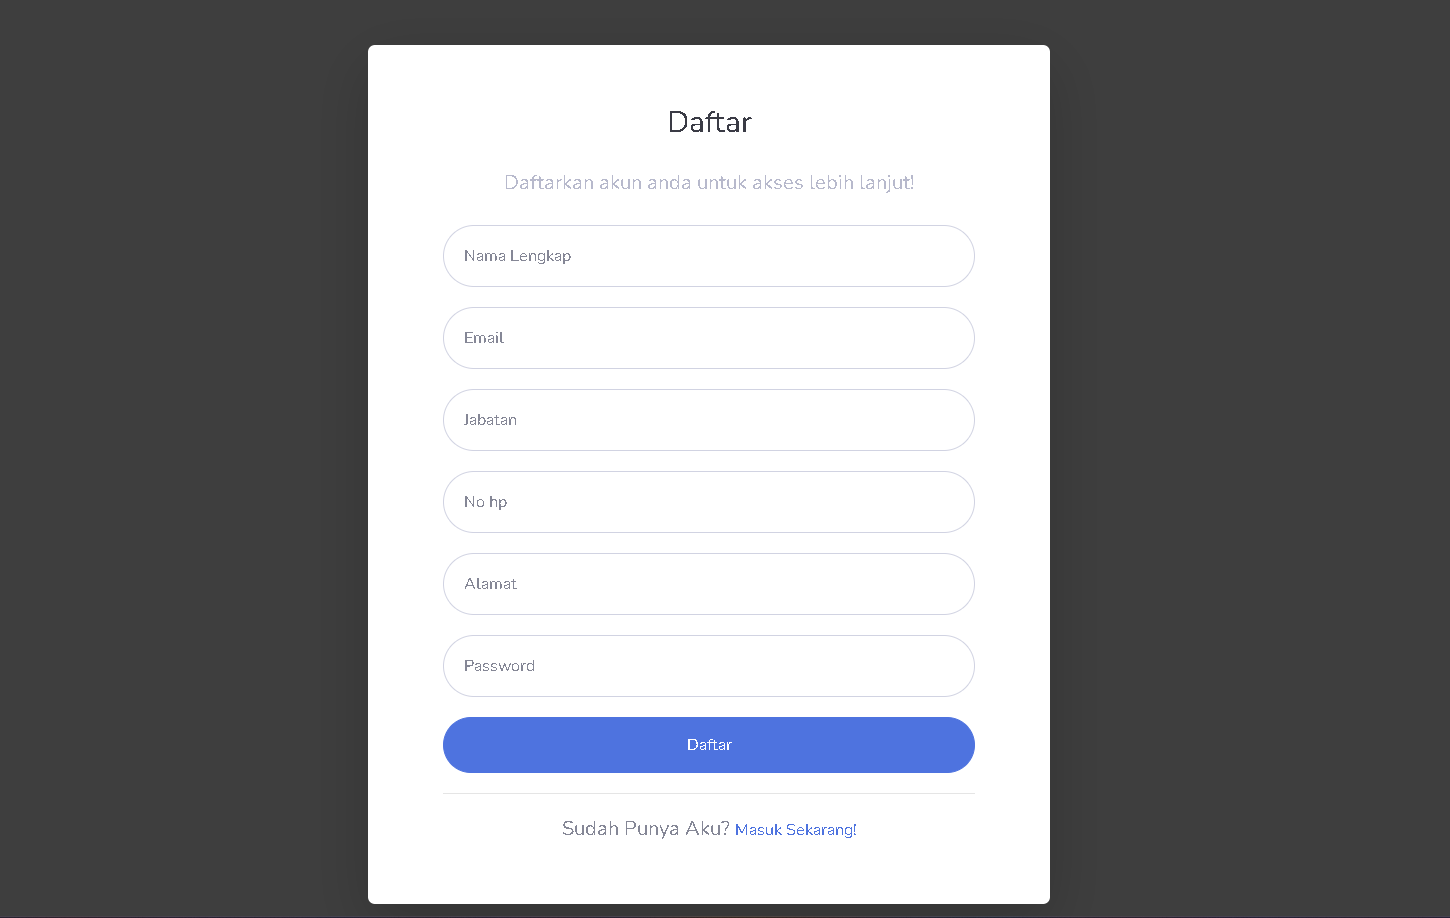 Daftar
Daftarkan akun anda untuk akses lebih lanjut!
Nama Lengkap
Email
Jabatan
No hp
Alamat
Password
Daftar
Sudah Punya Aku? Masuk Sekarang!